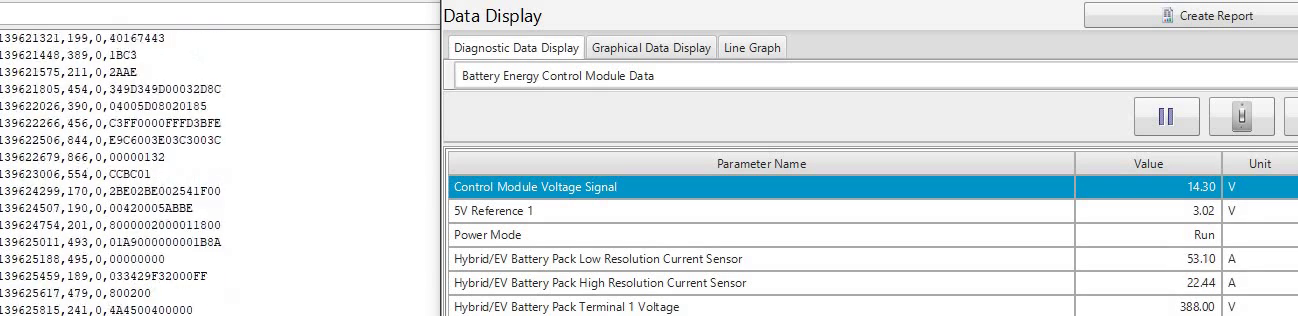 139621321,199,0,40167443
139621448,389,0,1BC3
139621575,211,0,2AAE
139621805,454,0,349D349D00032D8C
139622026,390,0,04005D08020185
139622266,456,0,C3FF0000FFFD3BFE
139622506,844,0,E9C6003E03C3003C
139622679,866,0,00000132
139623006,554,0,CCBC01
139624299,170,0,2BE02BE002541F00
139624507,190,0,00420005ABBE
139624754,201,0,8000002000011800
139625011,493,0,01A9000000001B8A
139625188,495,0,00000000
139625459,189,0,033429F32000FF
139625617,479,0,800200
139625815,241,0,4A4500400000
Data Display
Create Report
Diagnostic Data Display Graphical Data Display Line Graph
Battery Energy Control Module Data
Parameter Name Value Unit
Control Module Voltage Signal 14.30 V
5V Reference 1 3.02 V
Power Mode Run
Hybrid/EV Battery Pack Low Resolution Current Sensor 53.10 A
Hybrid/EV Battery Pack High Resolution Current Sensor 22.44 A
Hybrid/EV Battery Pack Terminal 1 Voltage 388.00 V